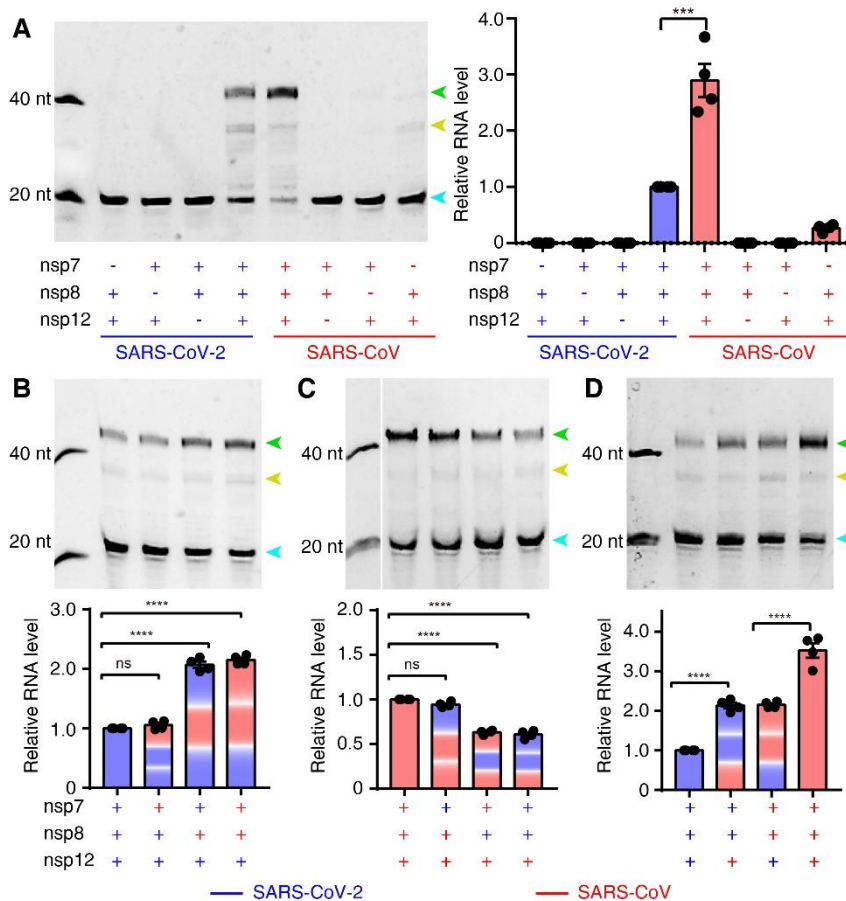 A
40 nt
20 nt
nsp7 - + + + + + + -
nsp8 + - + + + + - +
nsp12 + + - + + - + +
SARS-CoV-2 SARS-CoV
Relative RNA level
4.0
3.0
2.0
1.0
0
***
nsp7 - + + + + + + -
nsp8 + - + + + + - +
nsp12 + + - + + - + +
SARS-CoV-2 SARS-CoV
B
40 nt
20 nt
Relative RNA level
3.0
2.0
1.0
0
****
****
ns
nsp7 + + + +
nsp8 + + + +
nsp12 + + + +
C
40 nt
20 nt
Relative RNA level
2.0
1.5
1.0
0.5
0
****
****
ns
+ + + +
+ + + +
+ + + +
D
40 nt
20 nt
Relative RNA level
4.0
3.0
2.0
1.0
0
****
****
+ + + +
+ + + +
+ + + +
SARS-CoV-2 SARS-CoV